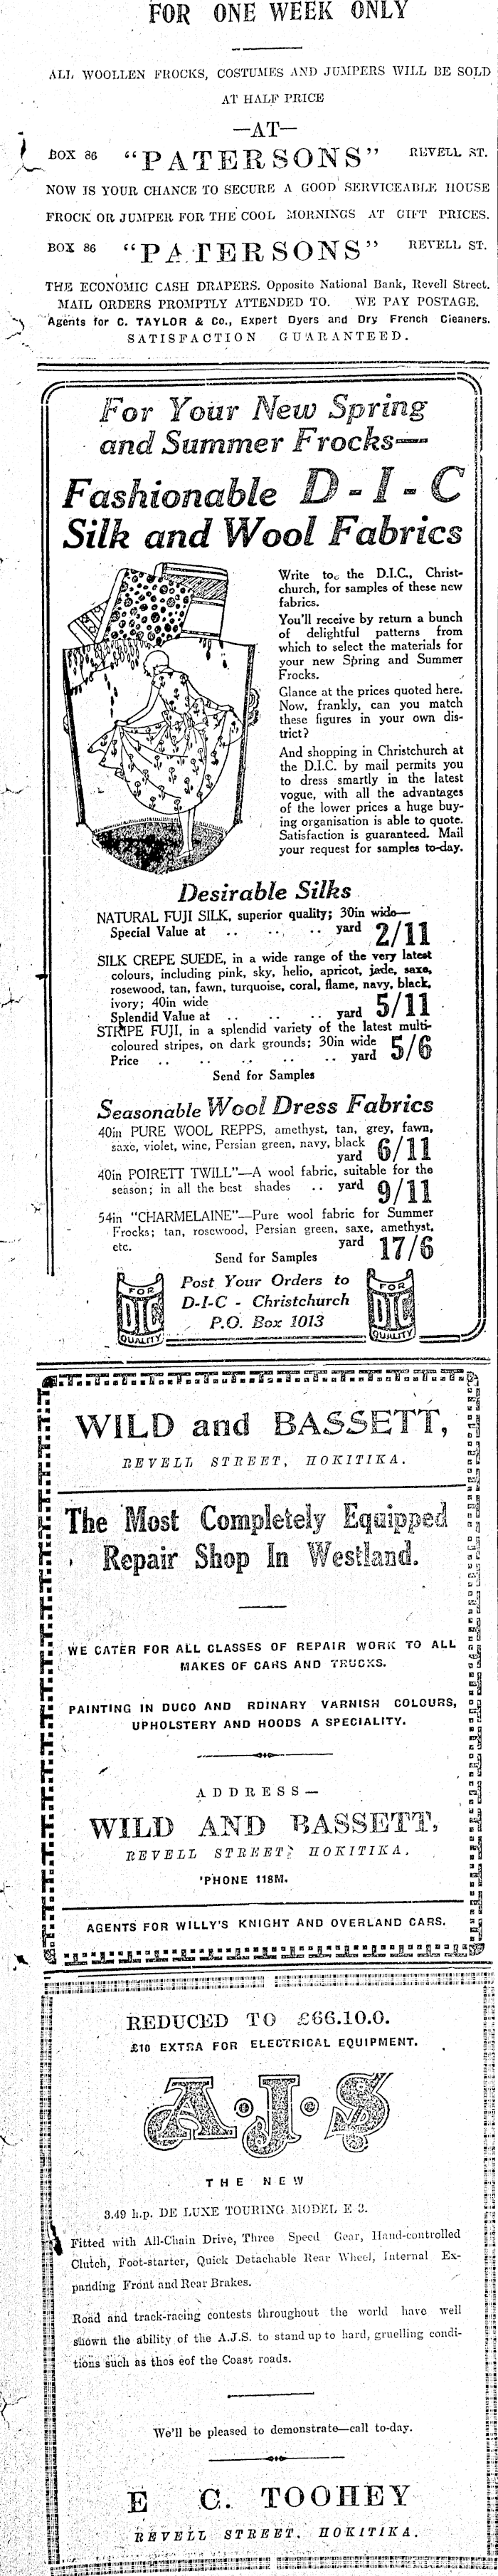 FOR ONE WEEK ONLY
ALL WOOLLEN FROCKS, COSTUMES AND JUMPERS WILL BE SOLD
AT HALF PRICE
—AT—
BOX 86 "PATERSONS" REVELL ST.
NOW IS YOUR CHANCE TO SECURE A GOOD SERVICEABLE HOUSE
FROCK OR JUMPER FOR THE COOL MORNINGS AT GIFT PRICES.
BOX 86 "PATERSONS" REVELL ST.
THE ECONOMIC CASH DRAPERS. Opposite National Bank, Revell Street.
MAIL ORDERS PROMPTLY ATTENDED TO. WE PAY POSTAGE.
Agents for C. TAYLOR & Co., Expert Dyers and Dry French Cleaners.
SATISFACTION GUARANTEED.
For Your New Spring
and Summer Frocks—
Fashionable D-I-C
Silk and Wool Fabrics
Write to the D.I.C., Christ-
church, for samples of these new
fabrics.
You'll receive by return a bunch
of delightful patterns from
which to select the materials for
your new Spring and Summer
Frocks.
Glance at the prices quoted here.
Now, frankly, can you match
these figures in your own dis-
trict?
And shopping in Christchurch at
the D.I.C. by mail permits you
to dress smartly in the latest
vogue, with all the advantages
of the lower prices a huge buy-
ing organisation is able to quote.
Satisfaction is guaranteed. Mail
your request for samples to-day.
Desirable Silks
NATURAL FUJI SILK, superior quality; 30in wide—
Special Value at .. .. .. yard 2/11
SILK CREPE SUEDE, in a wide range of the very latest
colours, including pink, sky, helio, apricot, jade, saxe,
rosewood, tan, fawn, turquoise, coral, flame, navy, black,
ivory; 40in wide
Splendid Value at .. .. .. yard 5/11
STRIPE FUJI, in a splendid variety of the latest multi-
coloured stripes, on dark grounds; 30in wide
Price .. .. .. .. .. yard 5/6
Send for Samples
Seasonable Wool Dress Fabrics
40in PURE WOOL REPPS, amethyst, tan, grey, fawn,
saxe, violet, wine, Persian green, navy, black
yard 6/11
40in POIRETT TWILL"—A wool fabric, suitable for the
season; in all the best shades .. yard 9/11
54in "CHARMELAINE"—Pure wool fabric for Summer
Frocks; tan, rosewood, Persian green, saxe, amethyst,
etc. yard 17/6
Send for Samples
FOR
DIC
QUALITY
Post Your Orders to
D-I-C - Christchurch
P.O. Box 1013
FOR
DIC
QUALITY
WILD and BASSETT,
REVELL STREET, HOKITIKA.
The Most Completely Equipped
Repair Shop In Westland.
WE CATER FOR ALL CLASSES OF REPAIR WORK TO ALL
MAKES OF CARS AND TRUCKS.
PAINTING IN DUCO AND RDINARY VARNISH COLOURS,
UPHOLSTERY AND HOODS A SPECIALITY.
ADDRESS—
WILD AND BASSETT,
REVELL STREET, HOKITIKA.
'PHONE 118M.
AGENTS FOR WILLY'S KNIGHT AND OVERLAND CARS.
REDUCED TO £66.10.0.
£10 EXTRA FOR ELECTRICAL EQUIPMENT.
A.J.S
THE NEW
3.49 h.p. DE LUXE TOURING MODEL E 3.
Fitted with All-Chain Drive, Three Speed Gear, Hand-controlled
Clutch, Foot-starter, Quick Detachable Rear Wheel, Internal Ex-
panding Front and Rear Brakes.
Road and track-racing contests throughout the world have well
shown the ability of the A.J.S. to stand up to hard, gruelling condi-
tions such as thos eof the Coast roads.
We'll be pleased to demonstrate—call to-day.
E C. TOOHEY
REVELL STREET. HOKITIKA.